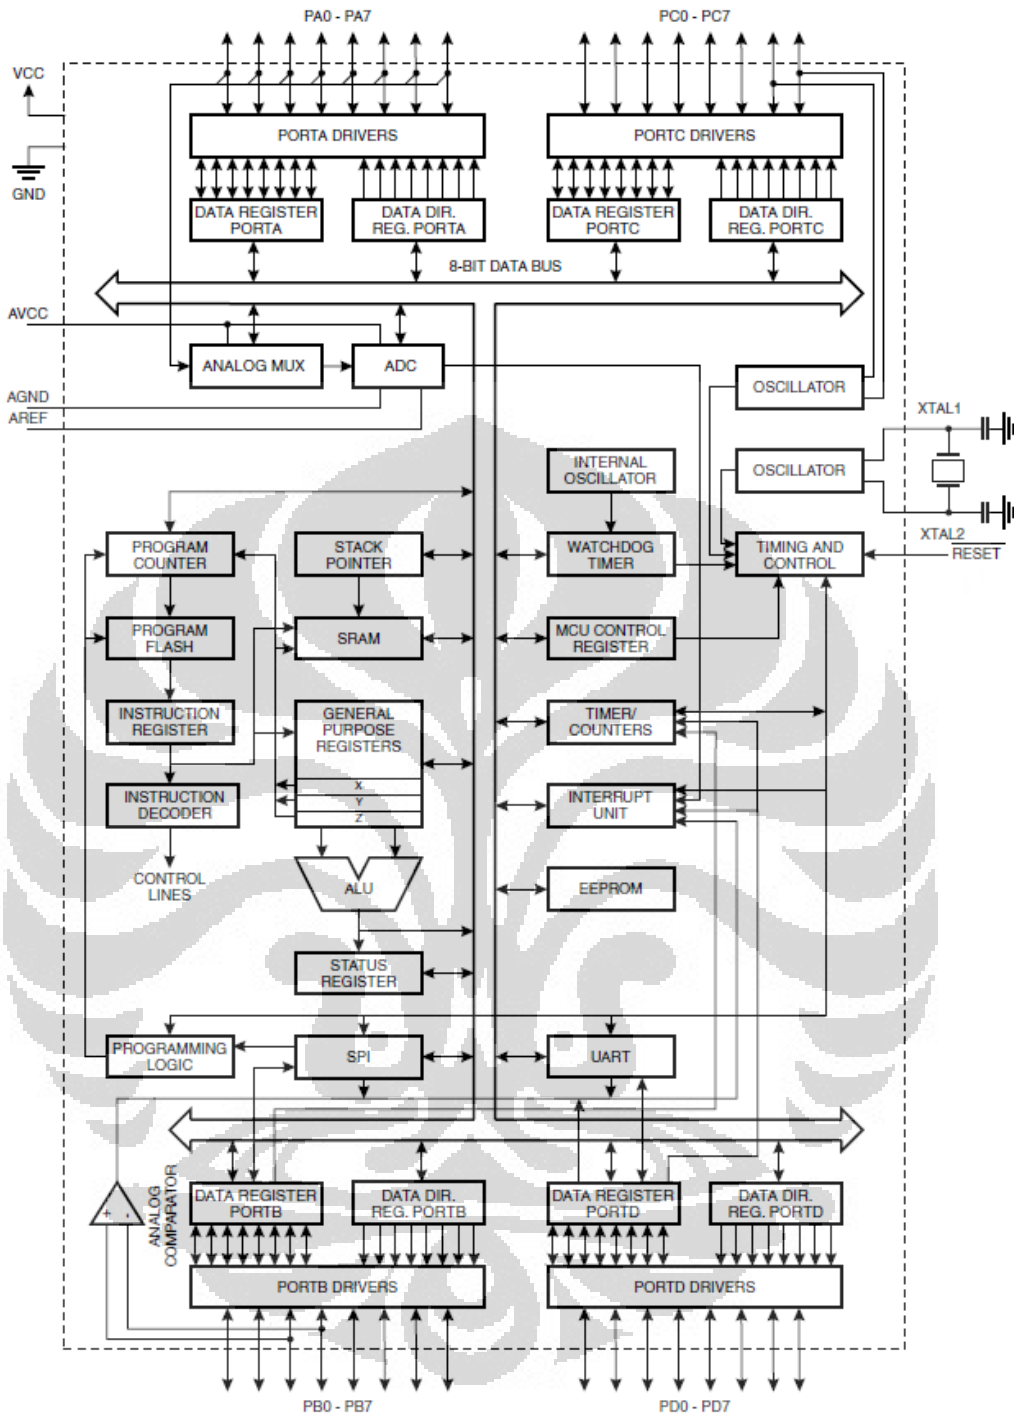 PA0 - PA7
PC0 - PC7
VCC
PORTA DRIVERS
PORTC DRIVERS
GND
DATA REGISTER
PORTA
DATA DIR.
REG. PORTA
DATA REGISTER
PORTC
DATA DIR.
REG. PORTC
8-BIT DATA BUS
AVCC
ANALOG MUX
ADC
AGND
AREF
OSCILLATOR
XTAL1
OSCILLATOR
INTERNAL
OSCILLATOR
XTAL2
RESET
PROGRAM
COUNTER
STACK
POINTER
WATCHDOG
TIMER
TIMING AND
CONTROL
PROGRAM
FLASH
SRAM
MCU CONTROL
REGISTER
INSTRUCTION
REGISTER
GENERAL
PURPOSE
REGISTERS
X
Y
Z
TIMER/
COUNTERS
INSTRUCTION
DECODER
INTERRUPT
UNIT
CONTROL
LINES
ALU
EEPROM
STATUS
REGISTER
PROGRAMMING
LOGIC
SPI
UART
+
-
ANALOG
COMPARATOR
DATA REGISTER
PORTB
DATA DIR.
REG. PORTB
DATA REGISTER
PORTD
DATA DIR.
REG. PORTD
PORTB DRIVERS
PORTD DRIVERS
PB0 - PB7
PD0 - PD7